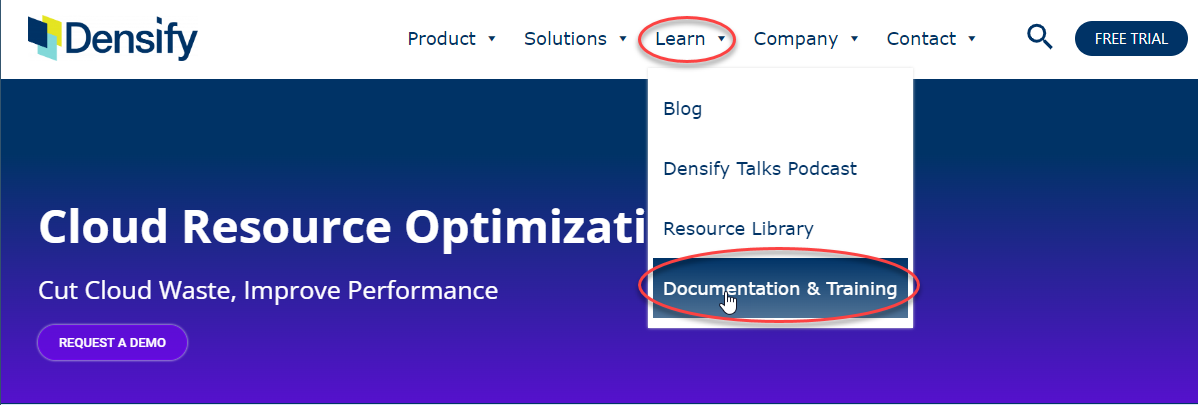 Densify
Product Solutions Learn Company Contact FREE TRIAL
Blog
Densify Talks Podcast
Resource Library
Documentation & Training
Cloud Resource Optimizati
Cut Cloud Waste, Improve Performance
REQUEST A DEMO